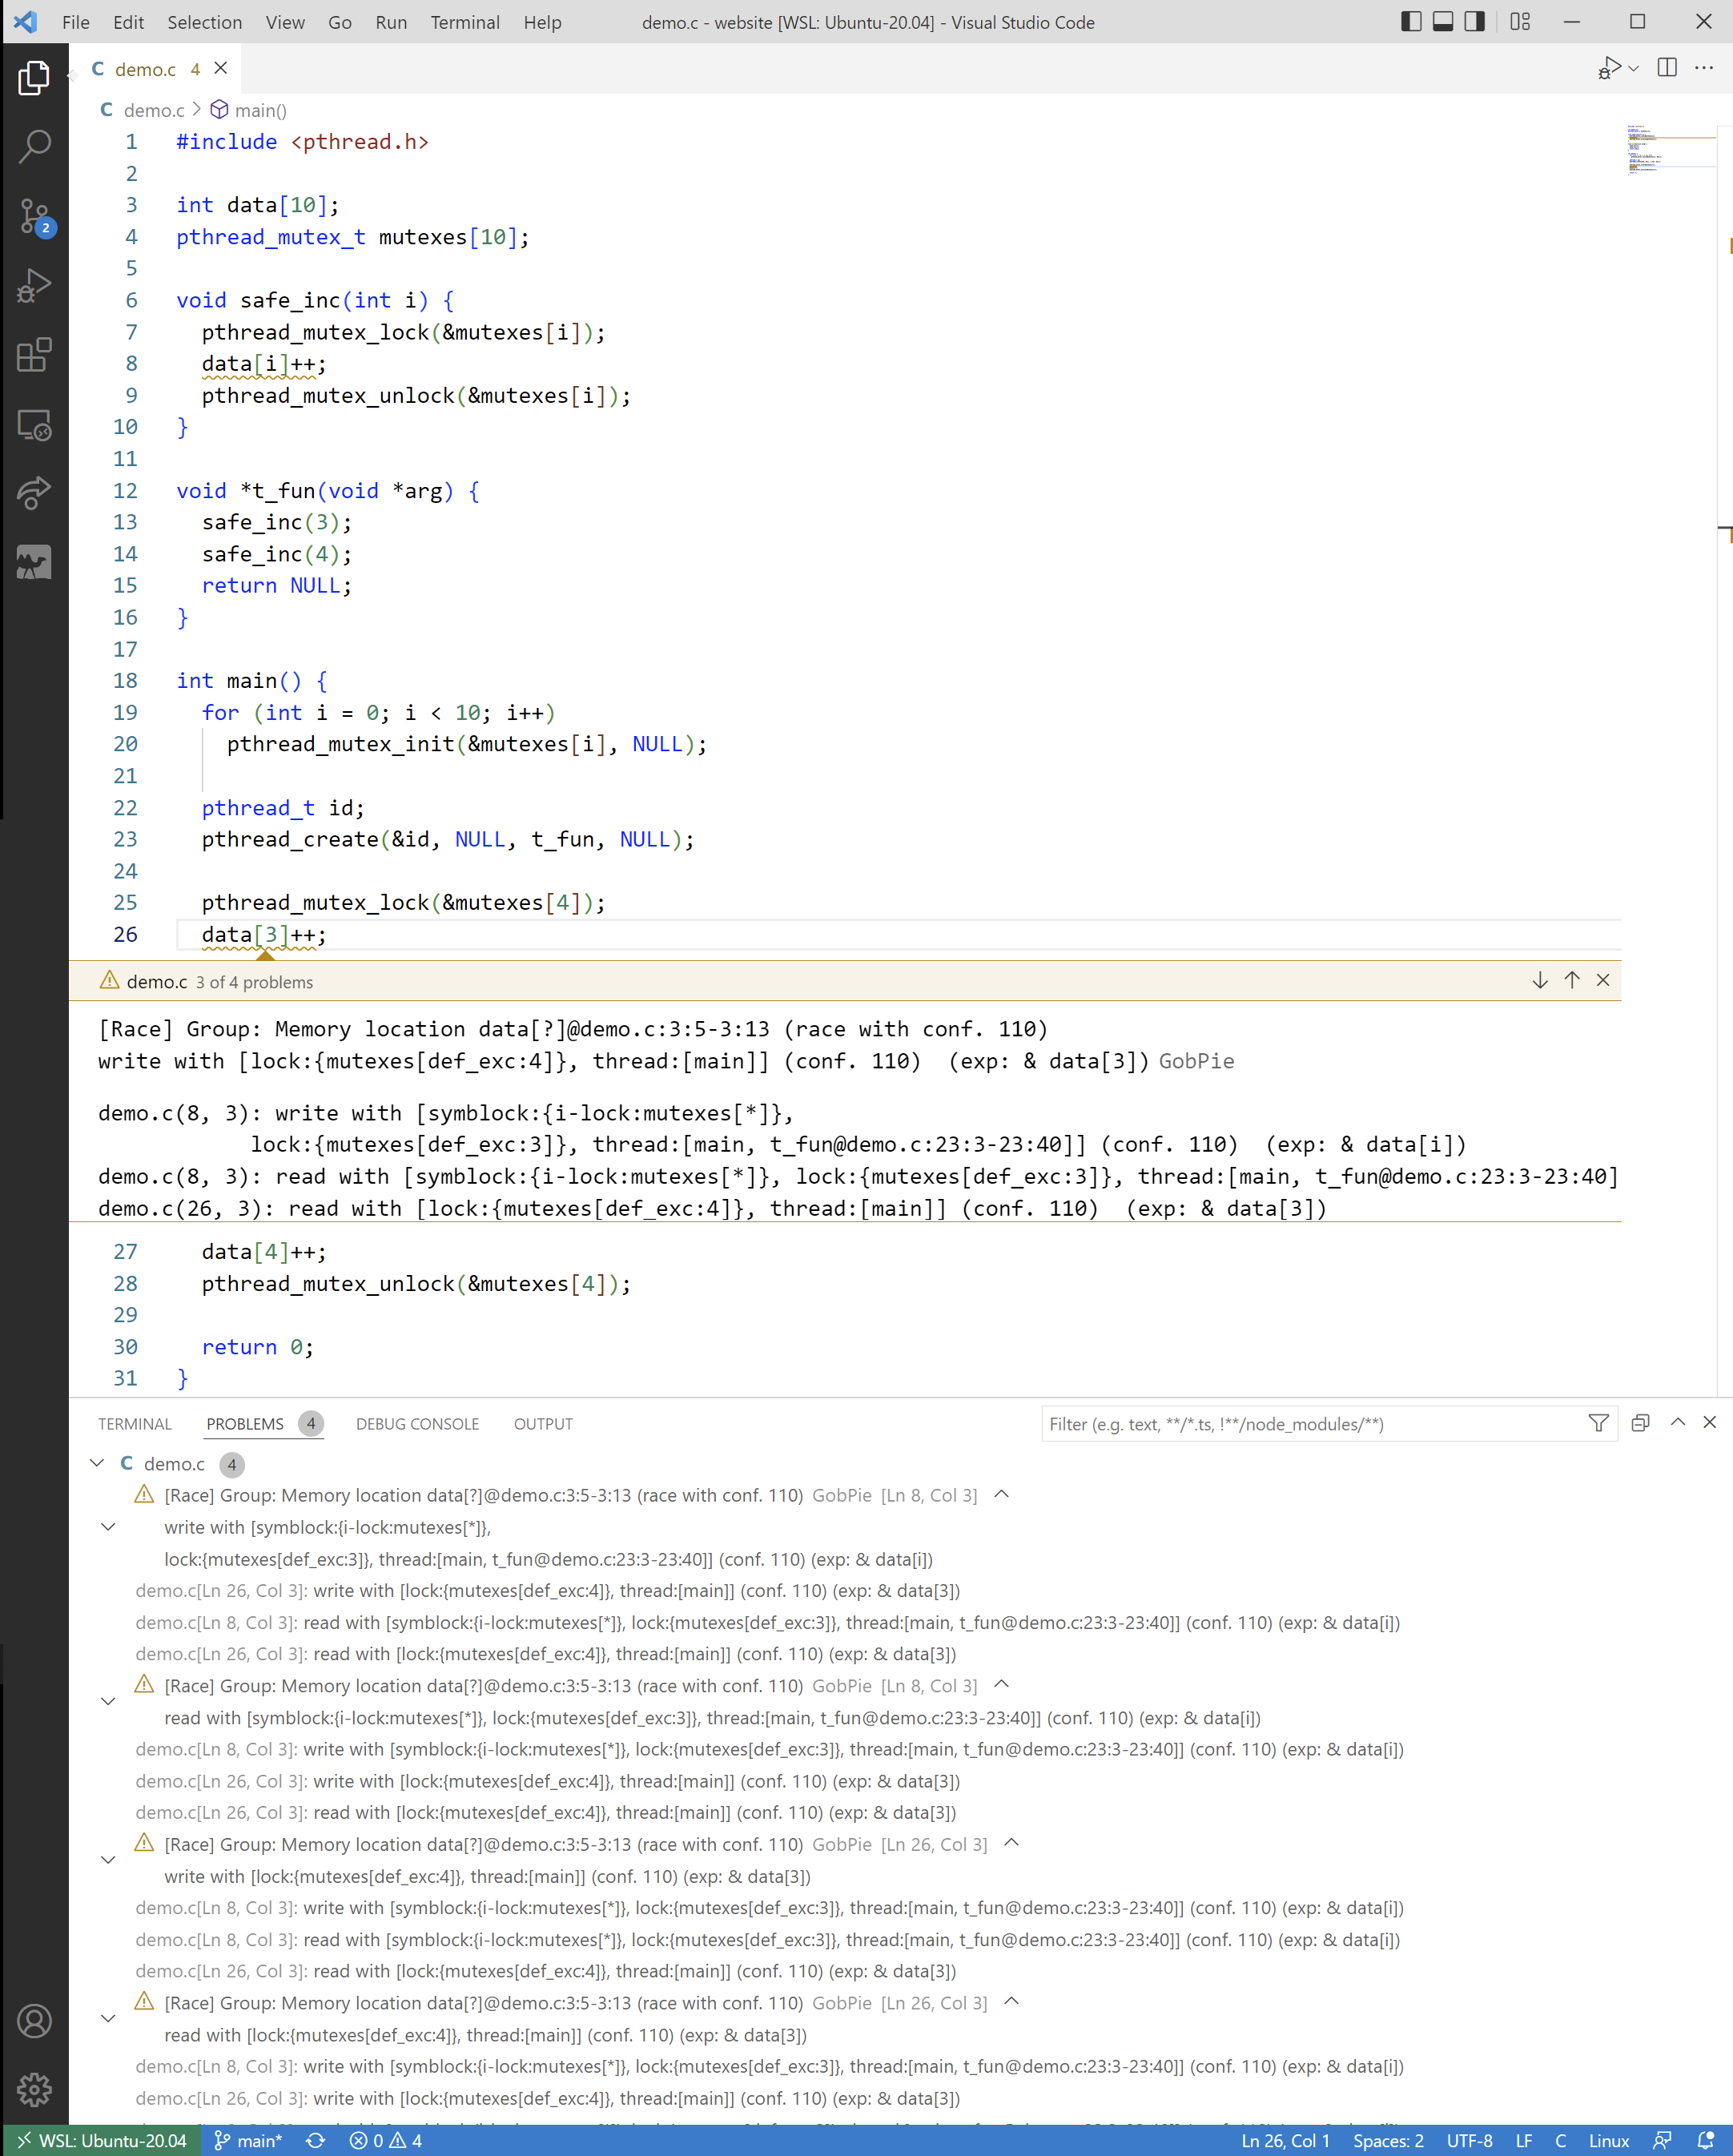 File Edit Selection View Go Run Terminal Help demo.c - website [WSL: Ubuntu-20.04] - Visual Studio Code
C demo.c 4
C demo.c > main()
1 #include <pthread.h>
2
3 int data[10];
4 pthread_mutex_t mutexes[10];
5
6 void safe_inc(int i) {
7 pthread_mutex_lock(&mutexes[i]);
8 data[i]++;
9 pthread_mutex_unlock(&mutexes[i]);
10 }
11
12 void *t_fun(void *arg) {
13 safe_inc(3);
14 safe_inc(4);
15 return NULL;
16 }
17
18 int main() {
19 for (int i = 0; i < 10; i++)
20 pthread_mutex_init(&mutexes[i], NULL);
21
22 pthread_t id;
23 pthread_create(&id, NULL, t_fun, NULL);
24
25 pthread_mutex_lock(&mutexes[4]);
26 data[3]++;
demo.c 3 of 4 problems
[Race] Group: Memory location data[?]@demo.c:3:5-3:13 (race with conf. 110)
write with [lock:{mutexes[def_exc:4]}, thread:[main]] (conf. 110) (exp: & data[3]) GobPie
demo.c(8, 3): write with [symblock:{i-lock:mutexes[*]},
lock:{mutexes[def_exc:3]}, thread:[main, t_fun@demo.c:23:3-23:40]] (conf. 110) (exp: & data[i])
demo.c(8, 3): read with [symblock:{i-lock:mutexes[*]}, lock:{mutexes[def_exc:3]}, thread:[main, t_fun@demo.c:23:3-23:40]
demo.c(26, 3): read with [lock:{mutexes[def_exc:4]}, thread:[main]] (conf. 110) (exp: & data[3])
27 data[4]++;
28 pthread_mutex_unlock(&mutexes[4]);
29
30 return 0;
31 }
TERMINAL PROBLEMS 4 DEBUG CONSOLE OUTPUT Filter (e.g. text, **/*.ts, !**/node_modules/**)
C demo.c 4
[Race] Group: Memory location data[?]@demo.c:3:5-3:13 (race with conf. 110) GobPie [Ln 8, Col 3]
write with [symblock:{i-lock:mutexes[*]},
lock:{mutexes[def_exc:3]}, thread:[main, t_fun@demo.c:23:3-23:40]] (conf. 110) (exp: & data[i])
demo.c[Ln 26, Col 3]: write with [lock:{mutexes[def_exc:4]}, thread:[main]] (conf. 110) (exp: & data[3])
demo.c[Ln 8, Col 3]: read with [symblock:{i-lock:mutexes[*]}, lock:{mutexes[def_exc:3]}, thread:[main, t_fun@demo.c:23:3-23:40]] (conf. 110) (exp: & data[i])
demo.c[Ln 26, Col 3]: read with [lock:{mutexes[def_exc:4]}, thread:[main]] (conf. 110) (exp: & data[3])
[Race] Group: Memory location data[?]@demo.c:3:5-3:13 (race with conf. 110) GobPie [Ln 8, Col 3]
read with [symblock:{i-lock:mutexes[*]}, lock:{mutexes[def_exc:3]}, thread:[main, t_fun@demo.c:23:3-23:40]] (conf. 110) (exp: & data[i])
demo.c[Ln 8, Col 3]: write with [symblock:{i-lock:mutexes[*]}, lock:{mutexes[def_exc:3]}, thread:[main, t_fun@demo.c:23:3-23:40]] (conf. 110) (exp: & data[i])
demo.c[Ln 26, Col 3]: write with [lock:{mutexes[def_exc:4]}, thread:[main]] (conf. 110) (exp: & data[3])
demo.c[Ln 26, Col 3]: read with [lock:{mutexes[def_exc:4]}, thread:[main]] (conf. 110) (exp: & data[3])
[Race] Group: Memory location data[?]@demo.c:3:5-3:13 (race with conf. 110) GobPie [Ln 26, Col 3]
write with [lock:{mutexes[def_exc:4]}, thread:[main]] (conf. 110) (exp: & data[3])
demo.c[Ln 8, Col 3]: write with [symblock:{i-lock:mutexes[*]}, lock:{mutexes[def_exc:3]}, thread:[main, t_fun@demo.c:23:3-23:40]] (conf. 110) (exp: & data[i])
demo.c[Ln 8, Col 3]: read with [symblock:{i-lock:mutexes[*]}, lock:{mutexes[def_exc:3]}, thread:[main, t_fun@demo.c:23:3-23:40]] (conf. 110) (exp: & data[i])
demo.c[Ln 26, Col 3]: read with [lock:{mutexes[def_exc:4]}, thread:[main]] (conf. 110) (exp: & data[3])
[Race] Group: Memory location data[?]@demo.c:3:5-3:13 (race with conf. 110) GobPie [Ln 26, Col 3]
read with [lock:{mutexes[def_exc:4]}, thread:[main]] (conf. 110) (exp: & data[3])
demo.c[Ln 8, Col 3]: write with [symblock:{i-lock:mutexes[*]}, lock:{mutexes[def_exc:3]}, thread:[main, t_fun@demo.c:23:3-23:40]] (conf. 110) (exp: & data[i])
demo.c[Ln 26, Col 3]: write with [lock:{mutexes[def_exc:4]}, thread:[main]] (conf. 110) (exp: & data[3])
2
WSL: Ubuntu-20.04 main* 0 4 Ln 26, Col 1 Spaces: 2 UTF-8 LF C Linux